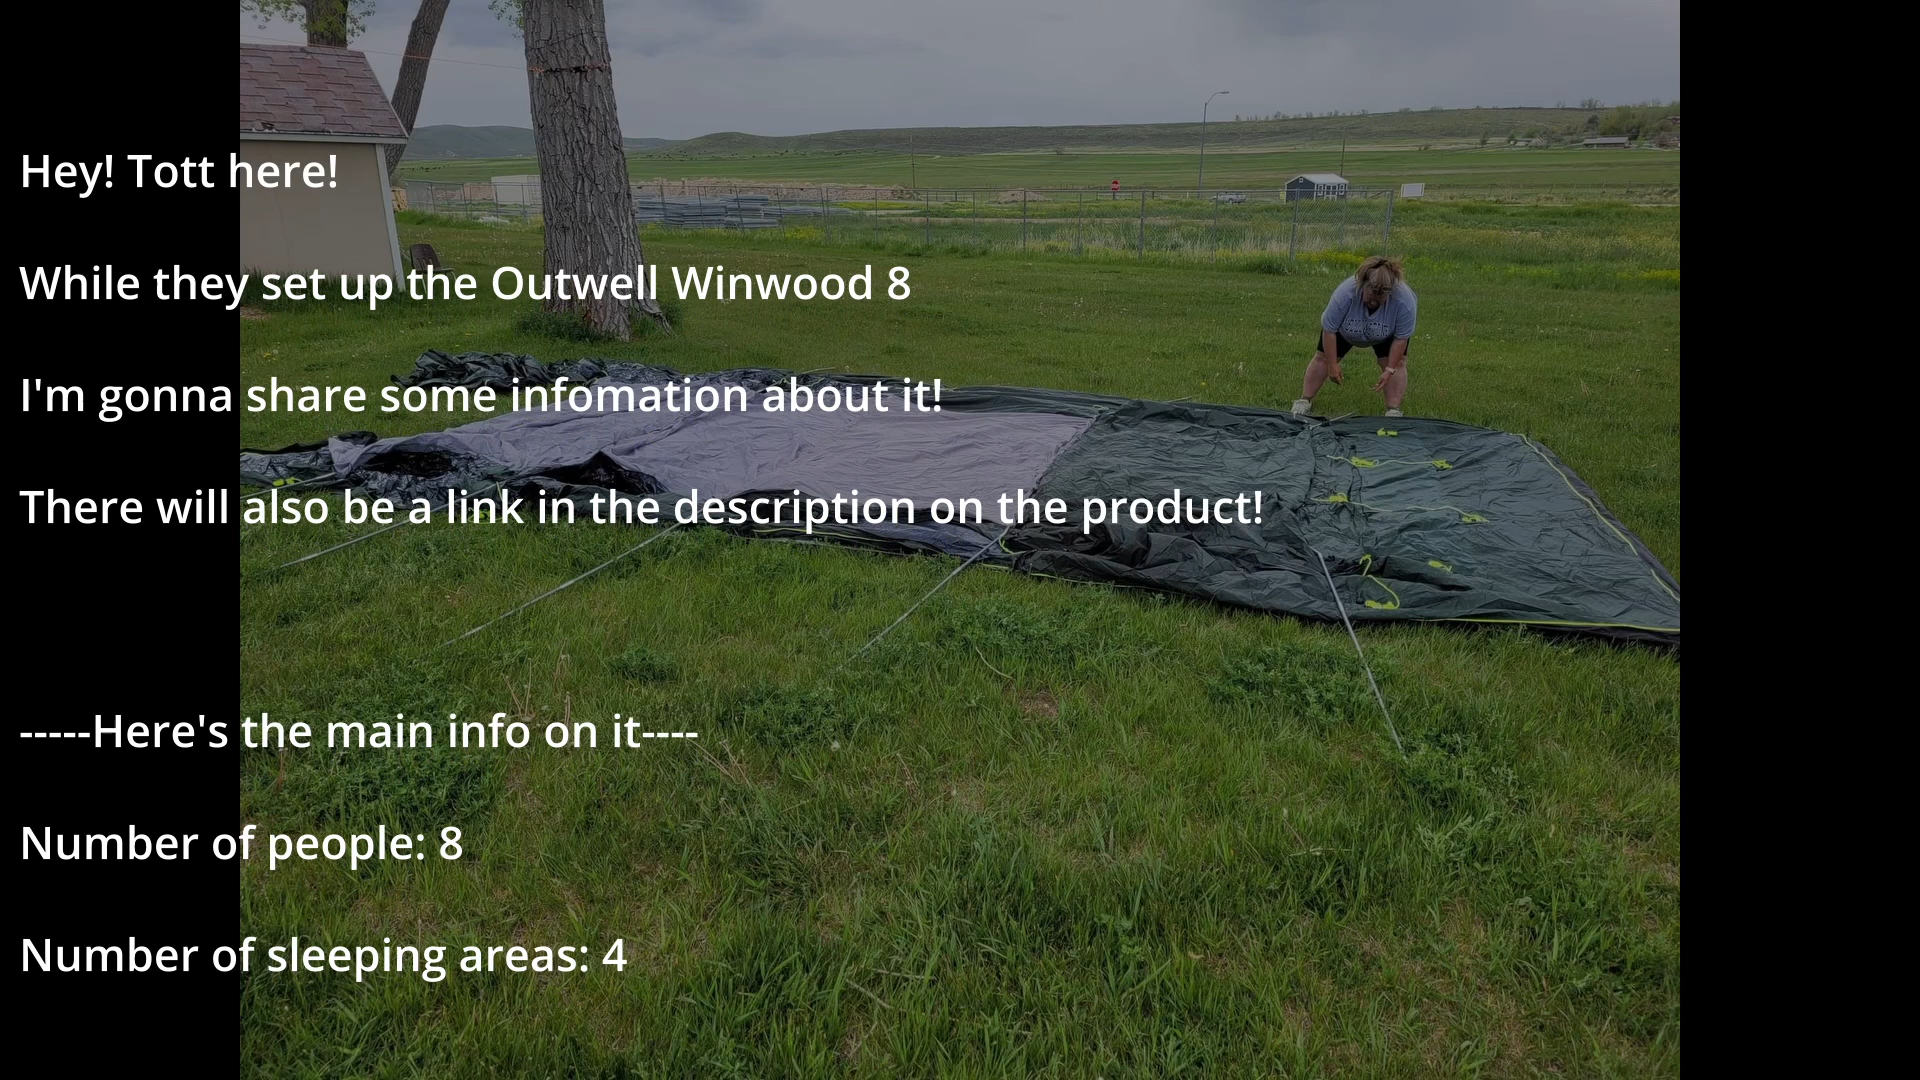 Hey! Tott here!
While they set up the Outwell Winwood 8
I'm gonna share some infomation about it!
There will also be a link in the description on the product!
-----Here's the main info on it----
Number of people: 8
Number of sleeping areas: 4